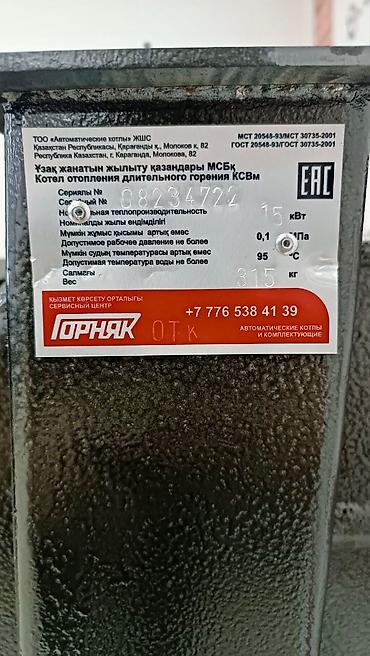 ТОО «Автоматические котлы» ЖШС
Қазақстан Республикасы, Қарағанды қ., Молоков к, 82
Республика Казахстан, г. Караганда, Молокова, 82
МСТ 20548-93/МСТ 30735-2001
ГОСТ 20548-93/ГОСТ 30735-2001
Ұзақ жанатын жылыту қазандары МСБқ
Котел отопления длительного горения КСВм
EAC
Сериялы №
Серийный № 08234722
Номинальная теплопроизводительность
Номиналды жылы өндімділігі 15 кВт
Мүмкін жұмыс қысымы артық емес
Допустимое рабочее давление не более 0,1 МПа
Мүмкін судың температурасы артық емес
Допустимая температура воды не более 95 °С
Салмағы
Вес 315 кг
ҚЫЗМЕТ КӨРСЕТУ ОРТАЛЫҒЫ
СЕРВИСНЫЙ ЦЕНТР
+7 776 538 41 39
ГОРНЯК
ОТК
АВТОМАТИЧЕСКИЕ КОТЛЫ
И КОМПЛЕКТУЮЩИЕ